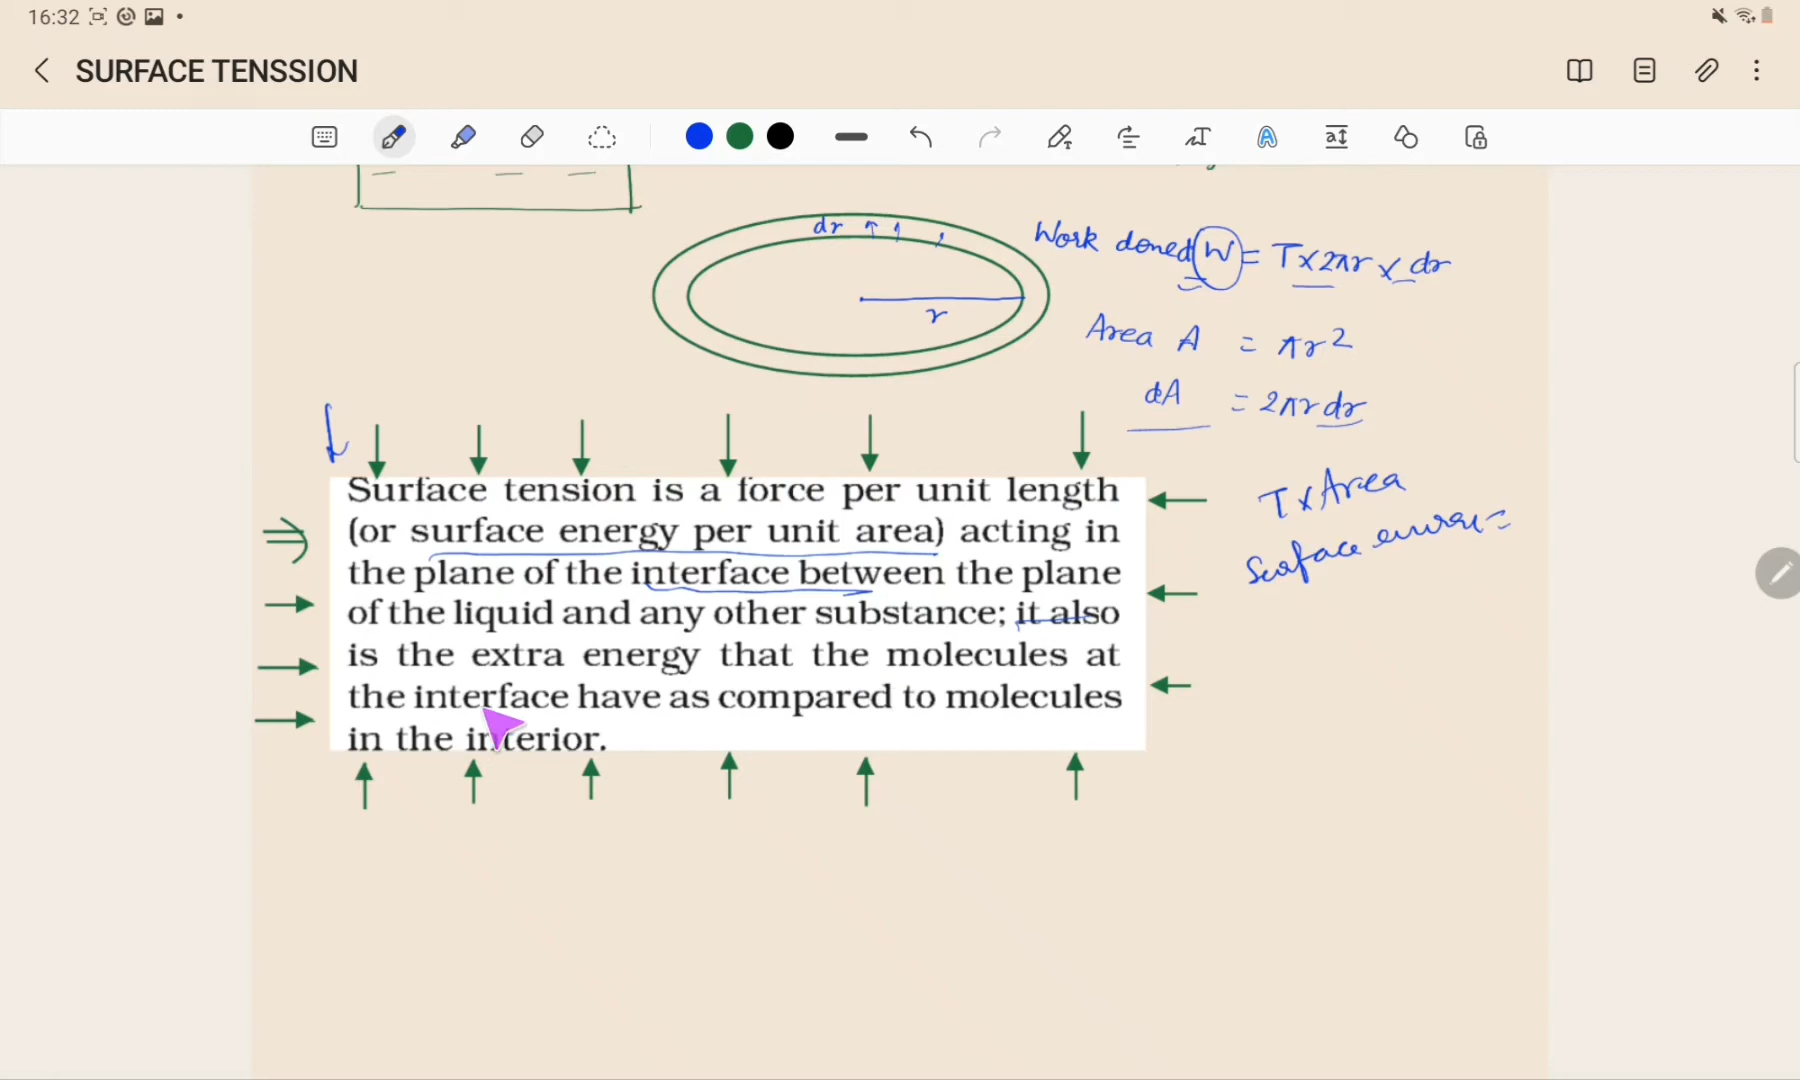 16:32
SURFACE TENSSION
dr
r
Work doned W = T x 2πr x dr
Area A = πr²
dA = 2πr dr
Surface tension is a force per unit length
(or surface energy per unit area) acting in
the plane of the interface between the plane
of the liquid and any other substance; it also
is the extra energy that the molecules at
the interface have as compared to molecules
in the interior.
T x Area
=